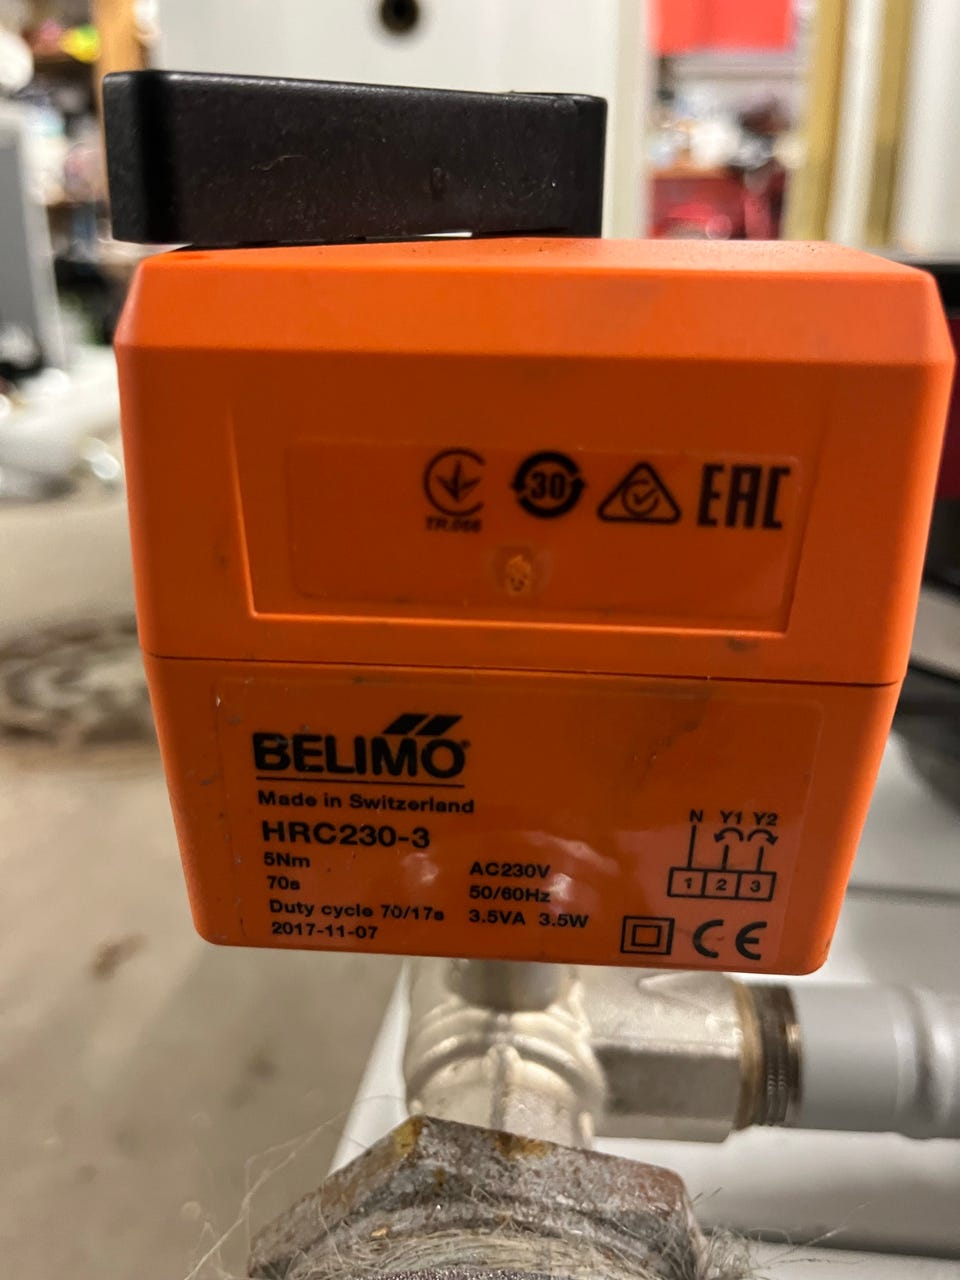 TR.066
30
EAC
BELIMO®
Made in Switzerland
HRC230-3
5Nm
70s
Duty cycle 70/17s
2017-11-07
AC230V
50/60Hz
3.5VA 3.5W
N Y1 Y2
1 2 3
CE